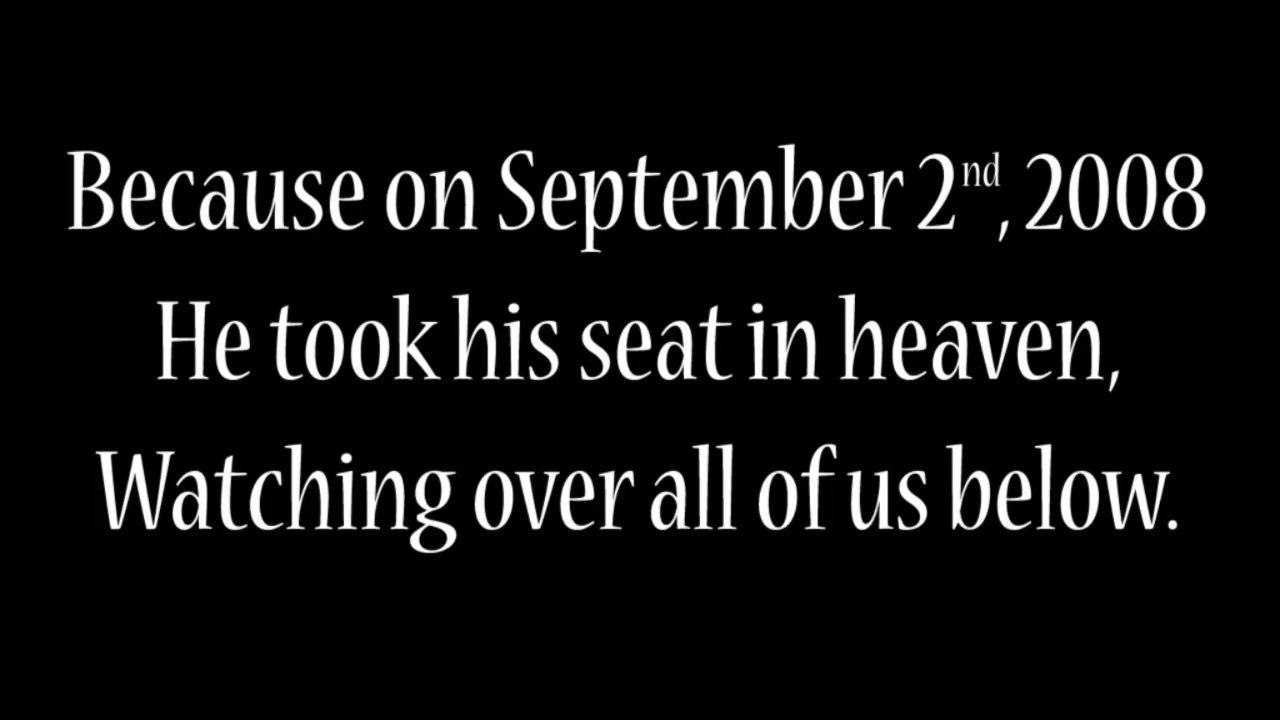 Because on September 2nd, 2008
He took his seat in heaven,
Watching over all of us below.